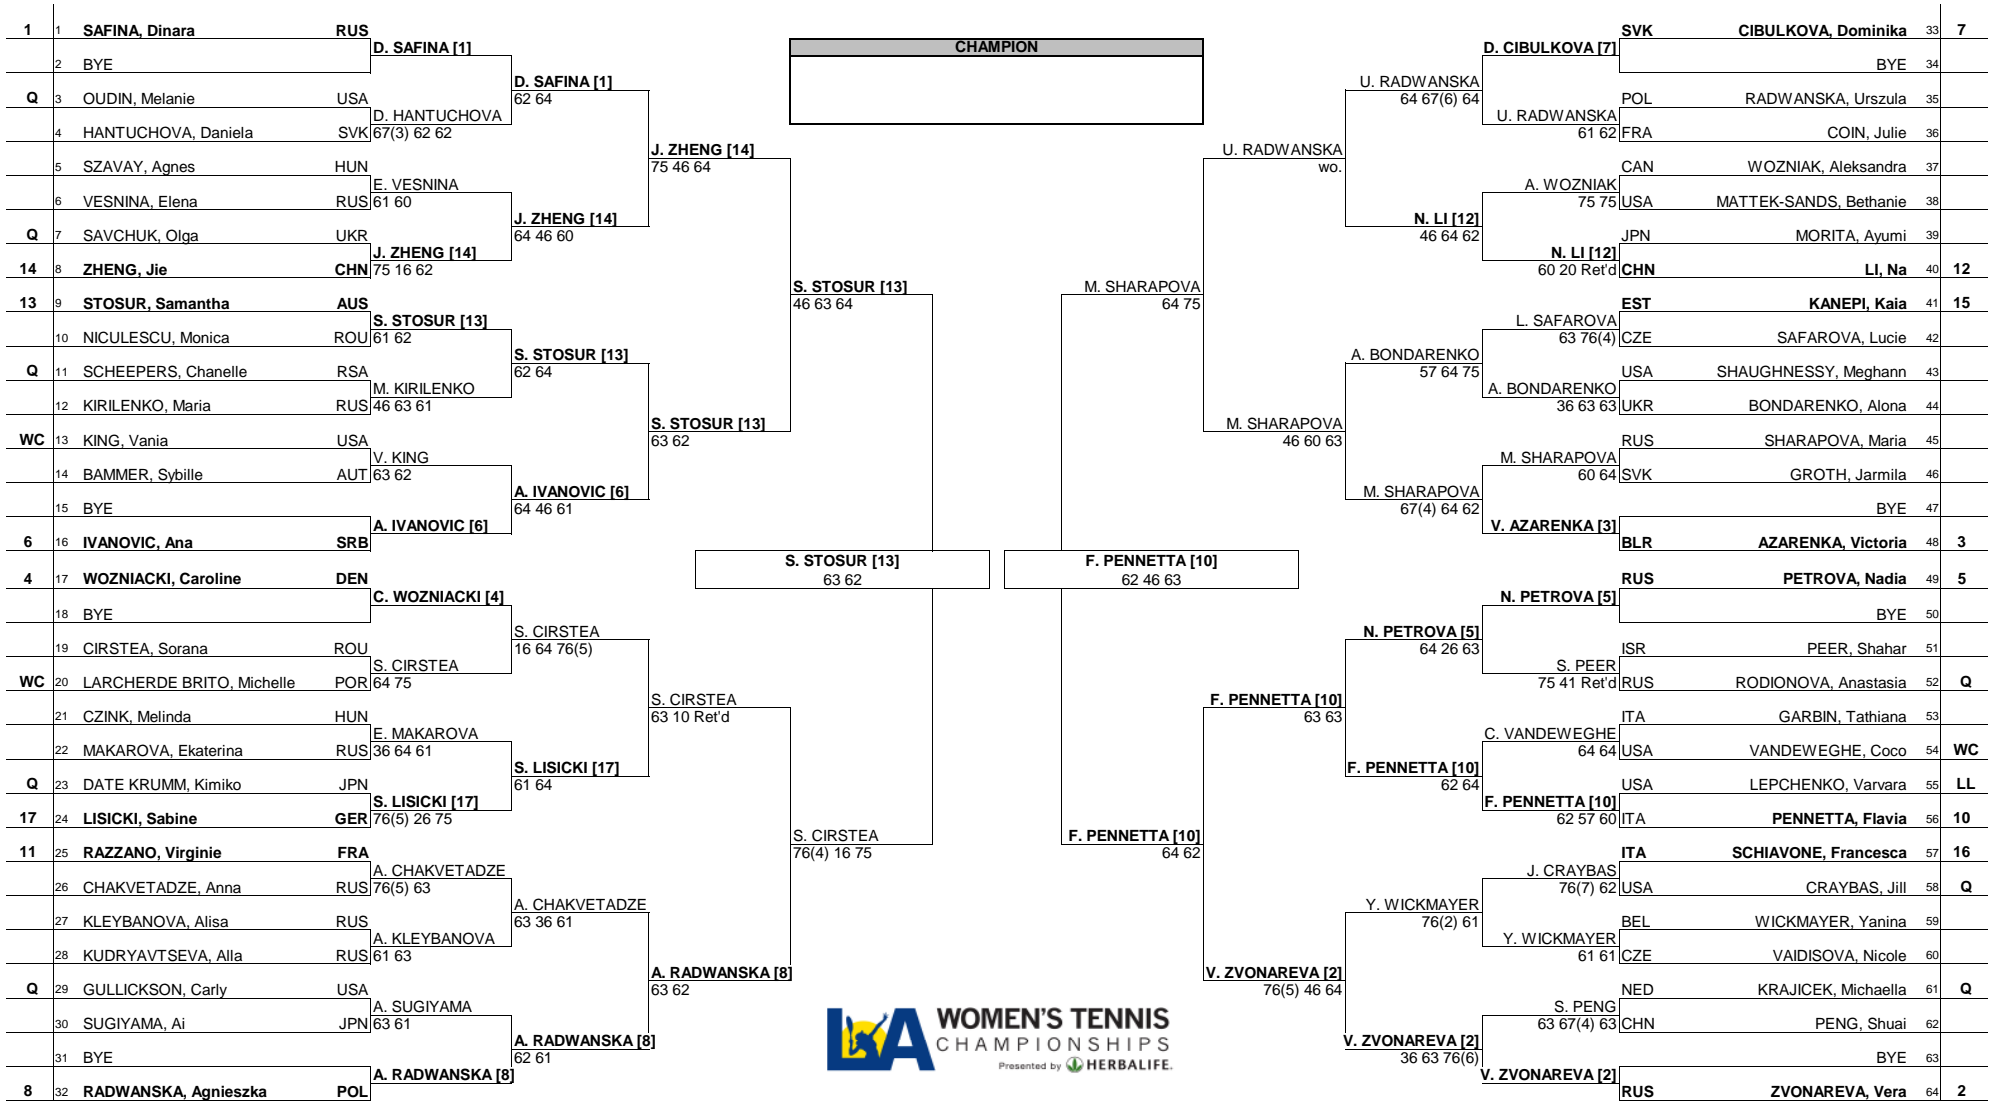 1 1 SAFINA, Dinara RUS
D. SAFINA [1]
2 BYE
D. SAFINA [1]
62 64
Q 3 OUDIN, Melanie USA
D. HANTUCHOVA
67(3) 62 62
4 HANTUCHOVA, Daniela SVK
J. ZHENG [14]
75 46 64
5 SZAVAY, Agnes HUN
E. VESNINA
61 60
6 VESNINA, Elena RUS
J. ZHENG [14]
64 46 60
Q 7 SAVCHUK, Olga UKR
J. ZHENG [14]
75 16 62
14 8 ZHENG, Jie CHN
S. STOSUR [13]
46 63 64
13 9 STOSUR, Samantha AUS
S. STOSUR [13]
61 62
10 NICULESCU, Monica ROU
S. STOSUR [13]
62 64
Q 11 SCHEEPERS, Chanelle RSA
M. KIRILENKO
46 63 61
12 KIRILENKO, Maria RUS
S. STOSUR [13]
63 62
WC 13 KING, Vania USA
V. KING
63 62
14 BAMMER, Sybille AUT
A. IVANOVIC [6]
64 46 61
15 BYE
A. IVANOVIC [6]
6 16 IVANOVIC, Ana SRB
S. STOSUR [13]
63 62
4 17 WOZNIACKI, Caroline DEN
C. WOZNIACKI [4]
18 BYE
S. CIRSTEA
16 64 76(5)
19 CIRSTEA, Sorana ROU
S. CIRSTEA
64 75
WC 20 LARCHERDE BRITO, Michelle POR
S. CIRSTEA
63 10 Ret'd
21 CZINK, Melinda HUN
E. MAKAROVA
36 64 61
22 MAKAROVA, Ekaterina RUS
S. LISICKI [17]
61 64
Q 23 DATE KRUMM, Kimiko JPN
S. LISICKI [17]
76(5) 26 75
17 24 LISICKI, Sabine GER
S. CIRSTEA
76(4) 16 75
11 25 RAZZANO, Virginie FRA
A. CHAKVETADZE
76(5) 63
26 CHAKVETADZE, Anna RUS
A. CHAKVETADZE
63 36 61
27 KLEYBANOVA, Alisa RUS
A. KLEYBANOVA
61 63
28 KUDRYAVTSEVA, Alla RUS
A. RADWANSKA [8]
63 62
Q 29 GULLICKSON, Carly USA
A. SUGIYAMA
63 61
30 SUGIYAMA, Ai JPN
A. RADWANSKA [8]
62 61
31 BYE
A. RADWANSKA [8]
8 32 RADWANSKA, Agnieszka POL
CHAMPION
SVK CIBULKOVA, Dominika 33 7
D. CIBULKOVA [7]
BYE 34
U. RADWANSKA
64 67(6) 64
POL RADWANSKA, Urszula 35
U. RADWANSKA
61 62
FRA COIN, Julie 36
U. RADWANSKA
wo.
CAN WOZNIAK, Aleksandra 37
A. WOZNIAK
75 75
USA MATTEK-SANDS, Bethanie 38
N. LI [12]
46 64 62
JPN MORITA, Ayumi 39
N. LI [12]
60 20 Ret'd
CHN LI, Na 40 12
M. SHARAPOVA
64 75
EST KANEPI, Kaia 41 15
L. SAFAROVA
63 76(4)
CZE SAFAROVA, Lucie 42
A. BONDARENKO
57 64 75
USA SHAUGHNESSY, Meghann 43
A. BONDARENKO
36 63 63
UKR BONDARENKO, Alona 44
M. SHARAPOVA
46 60 63
RUS SHARAPOVA, Maria 45
M. SHARAPOVA
60 64
SVK GROTH, Jarmila 46
M. SHARAPOVA
67(4) 64 62
BYE 47
V. AZARENKA [3]
BLR AZARENKA, Victoria 48 3
F. PENNETTA [10]
62 46 63
RUS PETROVA, Nadia 49 5
N. PETROVA [5]
BYE 50
N. PETROVA [5]
64 26 63
ISR PEER, Shahar 51
S. PEER
75 41 Ret'd
RUS RODIONOVA, Anastasia 52 Q
F. PENNETTA [10]
63 63
ITA GARBIN, Tathiana 53
C. VANDEWEGHE
64 64
USA VANDEWEGHE, Coco 54 WC
F. PENNETTA [10]
62 64
USA LEPCHENKO, Varvara 55 LL
F. PENNETTA [10]
62 57 60
ITA PENNETTA, Flavia 56 10
F. PENNETTA [10]
64 62
ITA SCHIAVONE, Francesca 57 16
J. CRAYBAS
76(7) 62
USA CRAYBAS, Jill 58 Q
Y. WICKMAYER
76(2) 61
BEL WICKMAYER, Yanina 59
Y. WICKMAYER
61 61
CZE VAIDISOVA, Nicole 60
V. ZVONAREVA [2]
76(5) 46 64
NED KRAJICEK, Michaella 61 Q
S. PENG
63 67(4) 63
CHN PENG, Shuai 62
V. ZVONAREVA [2]
36 63 76(6)
BYE 63
V. ZVONAREVA [2]
RUS ZVONAREVA, Vera 64 2
LA WOMEN'S TENNIS
CHAMPIONSHIPS
Presented by HERBALIFE.